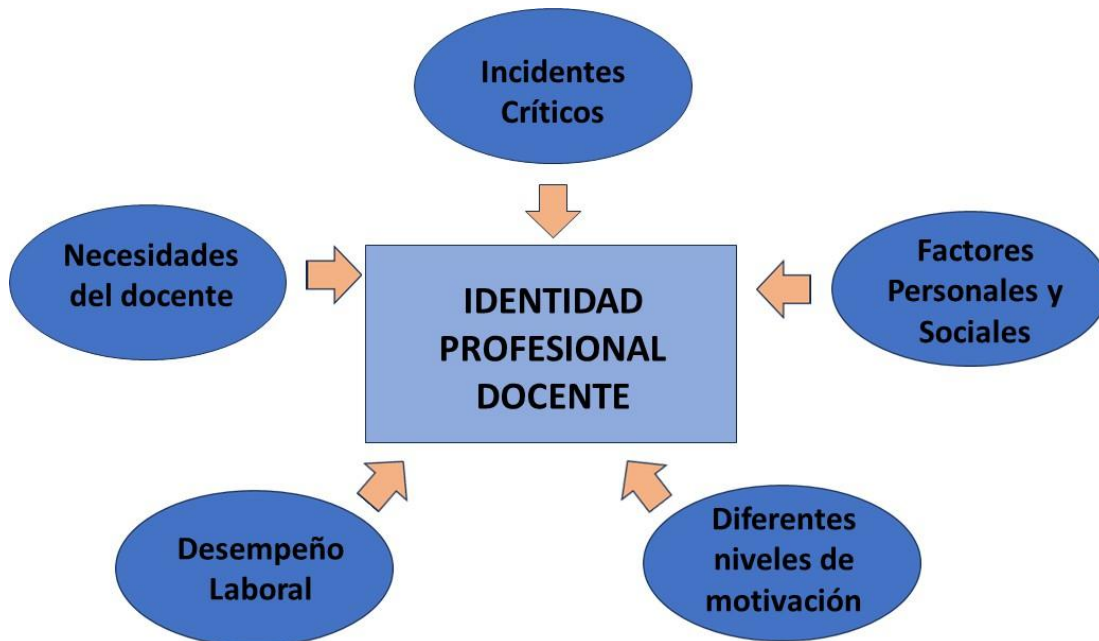 Incidentes
Críticos
Necesidades
del docente
Factores
Personales y
Sociales
IDENTIDAD
PROFESIONAL
DOCENTE
Desempeño
Laboral
Diferentes
niveles de
motivación